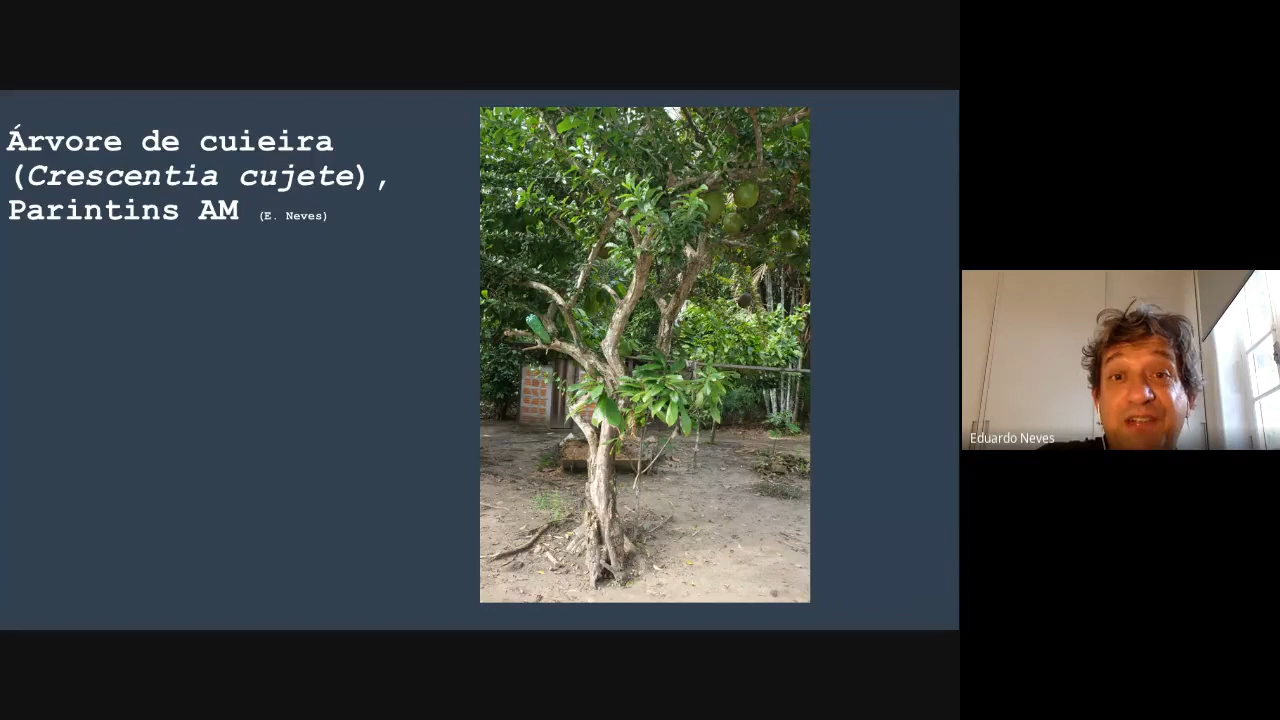 Árvore de cuieira
(Crescentia cujete),
Parintins AM (E. Neves)
Eduardo Neves